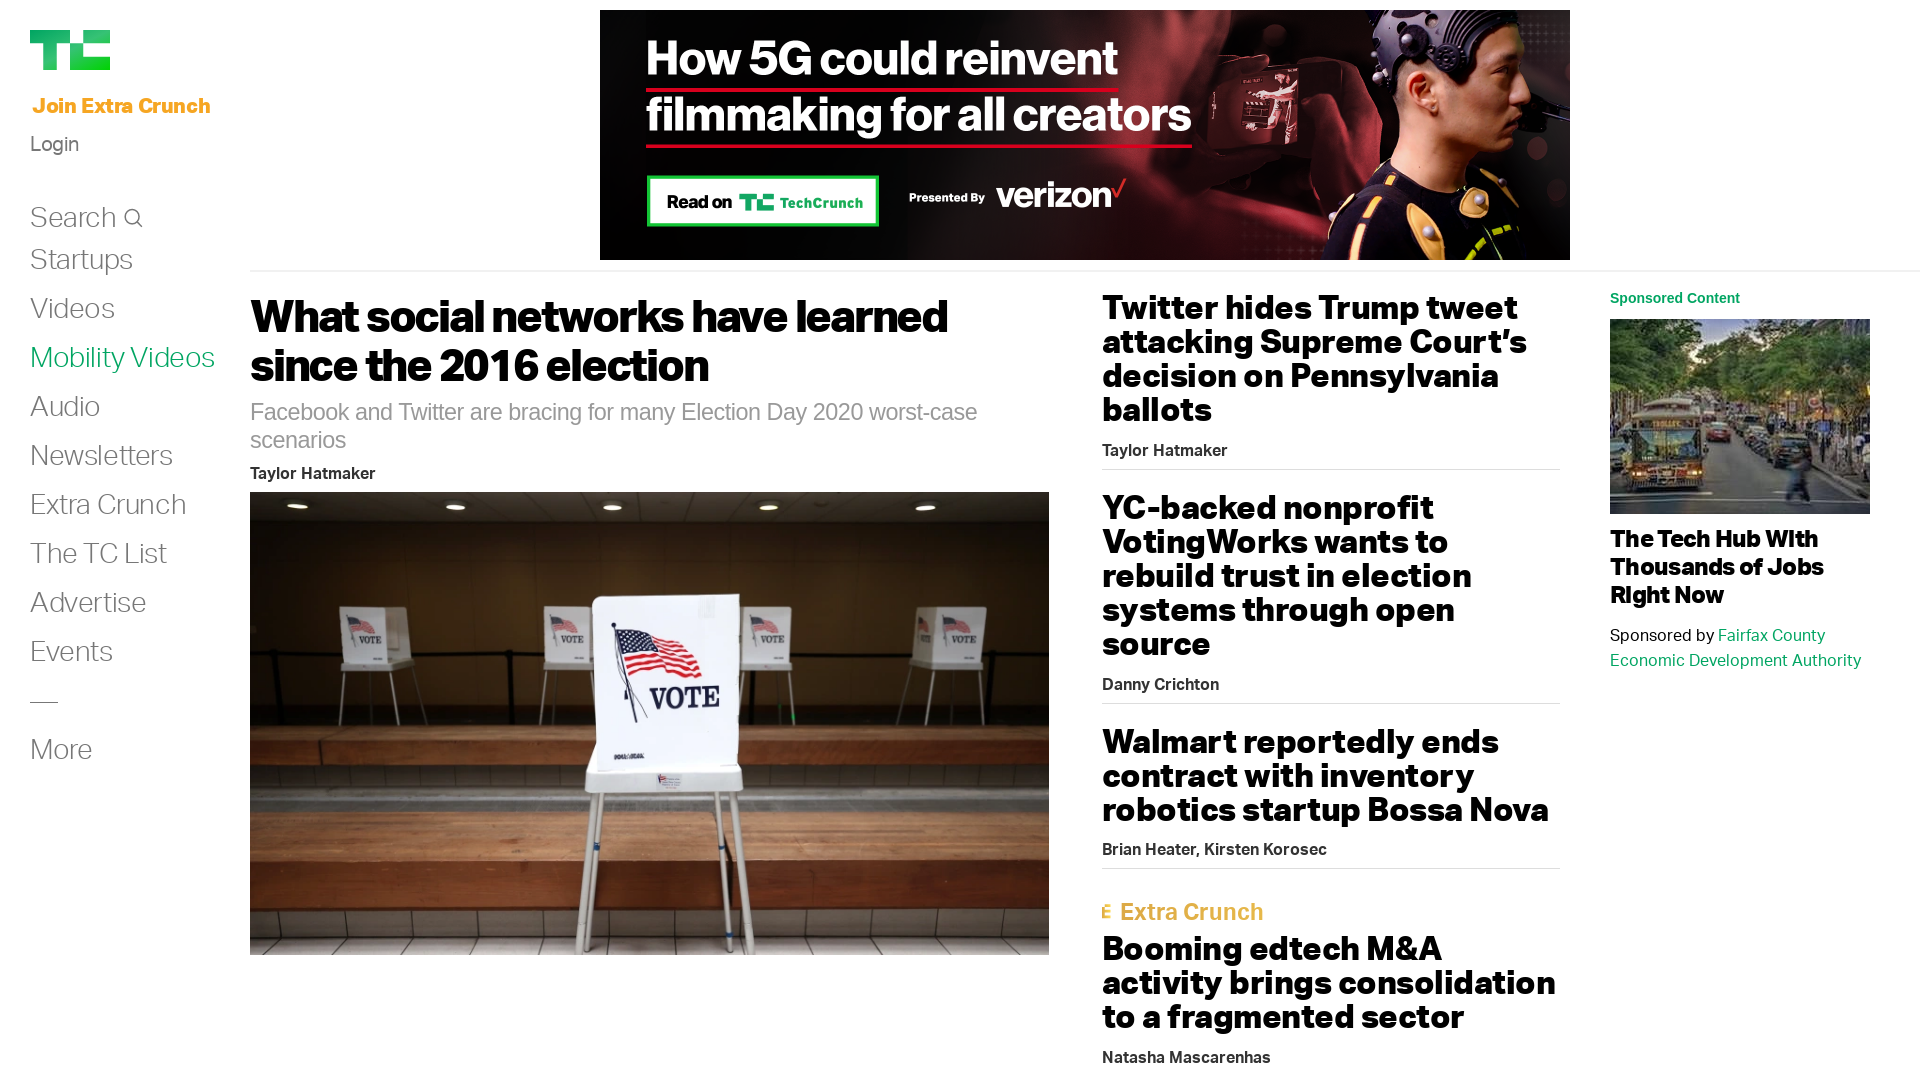 TC
Join Extra Crunch
Login
Search
Startups
Videos
Mobility Videos
Audio
Newsletters
Extra Crunch
The TC List
Advertise
Events
—
More
How 5G could reinvent
filmmaking for all creators
Read on TC TechCrunch
Presented By verizon✓
What social networks have learned
since the 2016 election
Facebook and Twitter are bracing for many Election Day 2020 worst-case
scenarios
Taylor Hatmaker
VOTE
VOTE
VOTE
VOTE
VOTE
Twitter hides Trump tweet
attacking Supreme Court’s
decision on Pennsylvania
ballots
Taylor Hatmaker
YC-backed nonprofit
VotingWorks wants to
rebuild trust in election
systems through open
source
Danny Crichton
Walmart reportedly ends
contract with inventory
robotics startup Bossa Nova
Brian Heater, Kirsten Korosec
Extra Crunch
Booming edtech M&A
activity brings consolidation
to a fragmented sector
Natasha Mascarenhas
Sponsored Content
TROLLEY
The Tech Hub With
Thousands of Jobs
Right Now
Sponsored by Fairfax County
Economic Development Authority